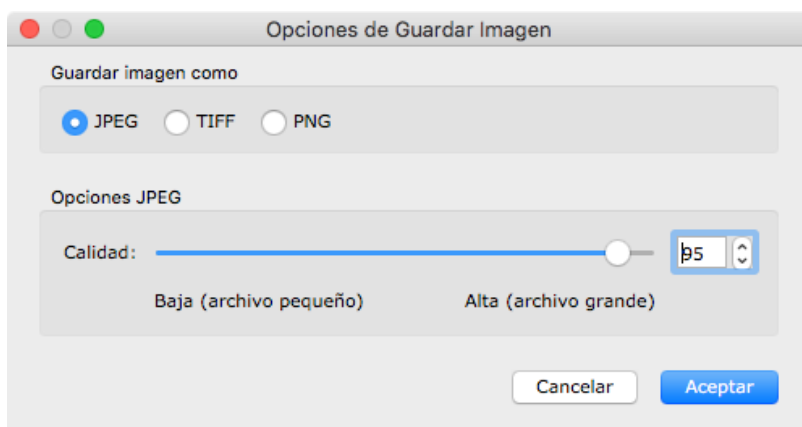 Opciones de Guardar Imagen
Guardar imagen como
JPEG TIFF PNG
Opciones JPEG
Calidad: 95
Baja (archivo pequeño) Alta (archivo grande)
Cancelar Aceptar